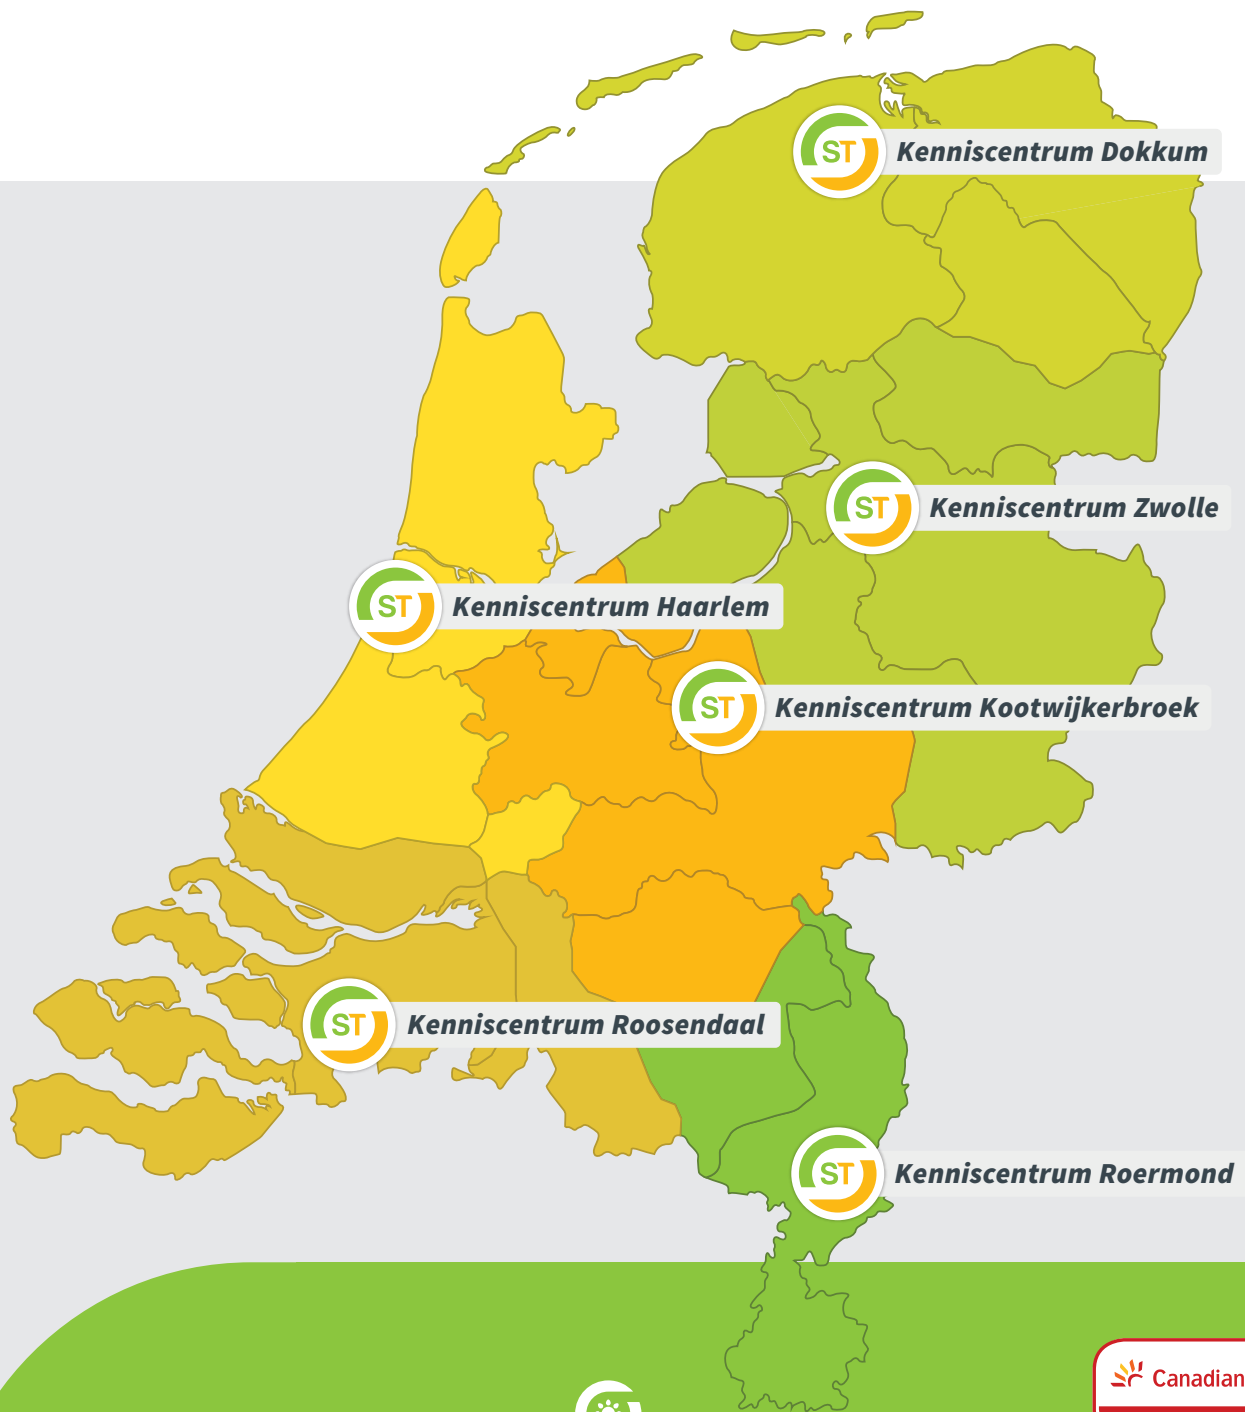 ST Kenniscentrum Dokkum
ST Kenniscentrum Zwolle
ST Kenniscentrum Haarlem
ST Kenniscentrum Kootwijkerbroek
ST Kenniscentrum Roosendaal
ST Kenniscentrum Roermond
Canadian